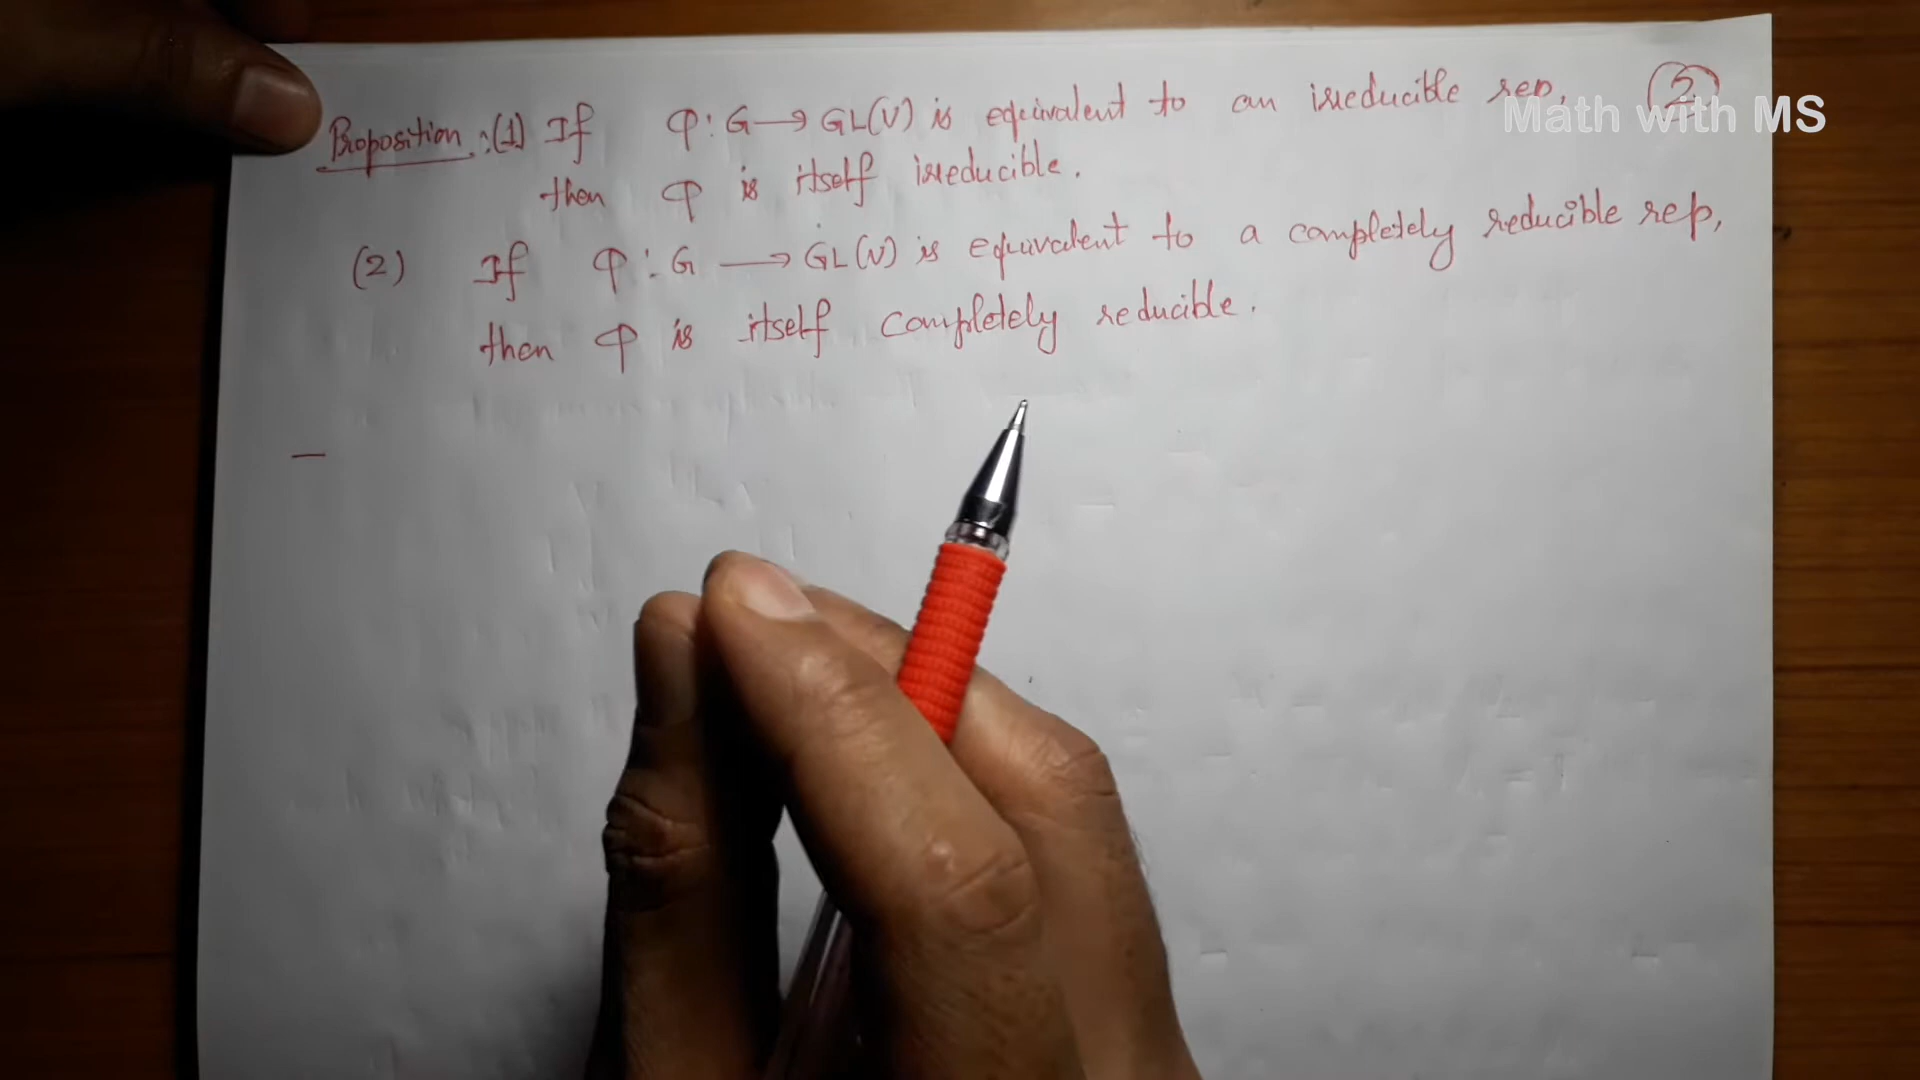 Proposition :(1) If φ: G → GL(V) is equivalent to an irreducible rep, (2)
Math with MS
then φ is itself irreducible.
(2) If φ: G → GL(V) is equivalent to a completely reducible rep,
then φ is itself completely reducible.